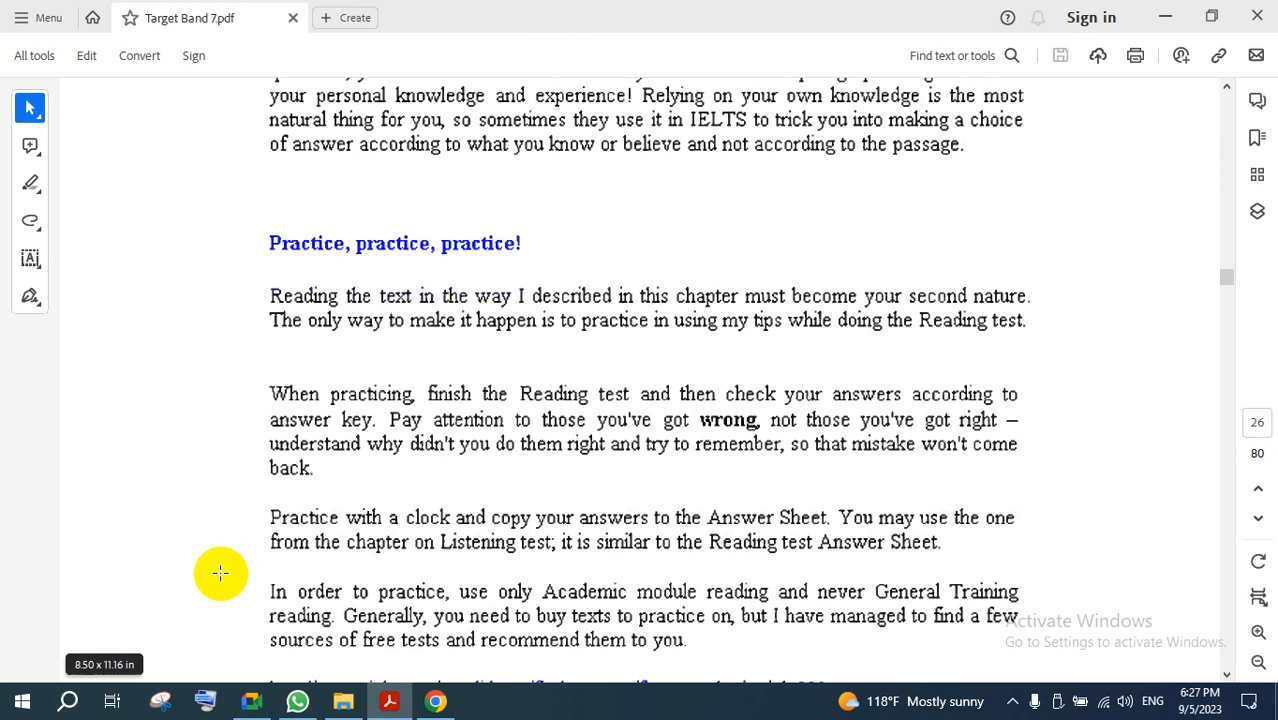 Menu
Target Band 7.pdf
Create
Sign in
All tools
Edit
Convert
Sign
Find text or tools
your personal knowledge and experience! Relying on your own knowledge is the most
natural thing for you, so sometimes they use it in IELTS to trick you into making a choice
of answer according to what you know or believe and not according to the passage.
Practice, practice, practice!
Reading the text in the way I described in this chapter must become your second nature.
The only way to make it happen is to practice in using my tips while doing the Reading test.
When practicing, finish the Reading test and then check your answers according to
answer key. Pay attention to those you've got wrong, not those you've got right –
understand why didn't you do them right and try to remember, so that mistake won't come
back.
Practice with a clock and copy your answers to the Answer Sheet. You may use the one
from the chapter on Listening test; it is similar to the Reading test Answer Sheet.
In order to practice, use only Academic module reading and never General Training
reading. Generally, you need to buy texts to practice on, but I have managed to find a few
sources of free tests and recommend them to you.
26
80
Activate Windows
Go to Settings to activate Windows.
8.50 x 11.16 in
118°F Mostly sunny
ENG
6:27 PM
9/5/2023